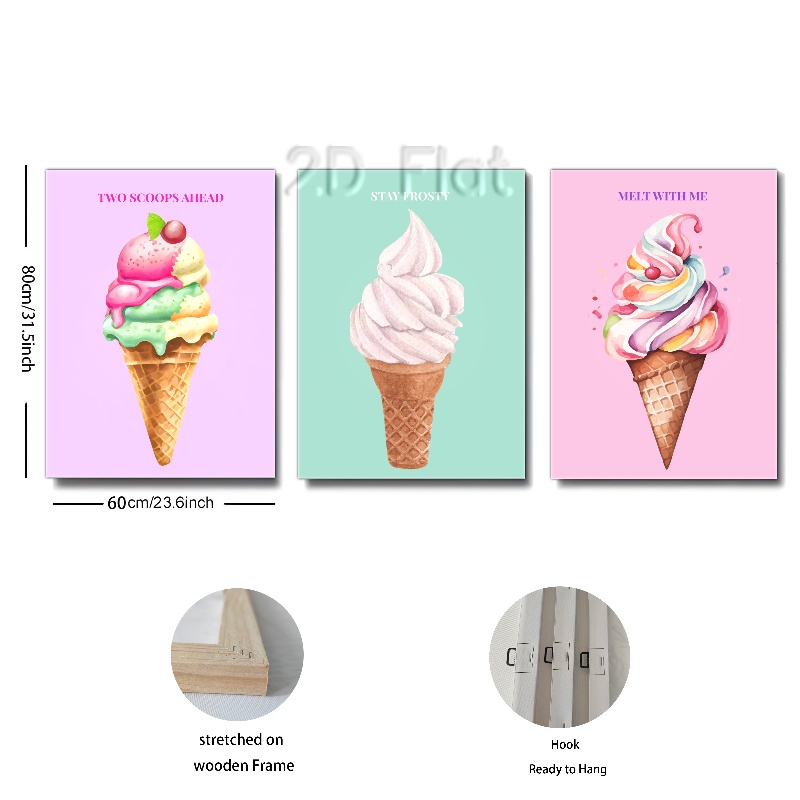 2D Flat
TWO SCOOPS AHEAD
STAY FROSTY
MELT WITH ME
80cm/31.5inch
60cm/23.6inch
stretched on
wooden Frame
Hook
Ready to Hang